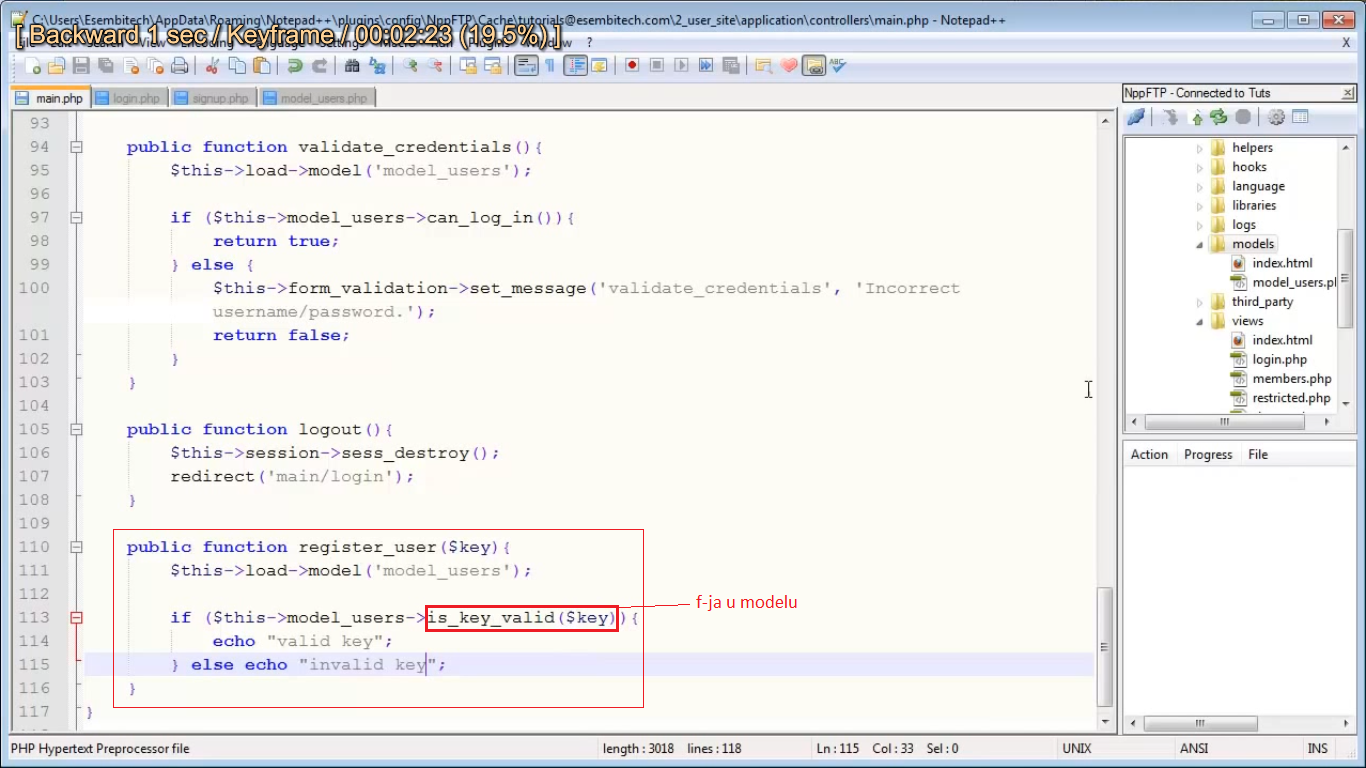 C:\Users\Esembitech\AppData\Roaming\Notepad++\plugins\config\NppFTP\Cache\tutorials@esembitech.com\2_user_site\application\controllers\main.php - Notepad++
[ Backward 1 sec / Keyframe / 00:02:23 (19.5%) ]
? X
main.php login.php signup.php model_users.php
NppFTP - Connected to Tuts
93
94 public function validate_credentials(){
95 $this->load->model('model_users');
96
97 if ($this->model_users->can_log_in()){
98 return true;
99 } else {
100 $this->form_validation->set_message('validate_credentials', 'Incorrect
username/password.');
101 return false;
102 }
103 }
104
105 public function logout(){
106 $this->session->sess_destroy();
107 redirect('main/login');
108 }
109
110 public function register_user($key){
111 $this->load->model('model_users');
112
113 if ($this->model_users->is_key_valid($key)){
f-ja u modelu
114 echo "valid key";
115 } else echo "invalid key";
116 }
117 }
helpers
hooks
language
libraries
logs
models
index.html
model_users.pl
third_party
views
index.html
login.php
members.php
restricted.php
Action Progress File
PHP Hypertext Preprocessor file length : 3018 lines : 118 Ln : 115 Col : 33 Sel : 0 UNIX ANSI INS